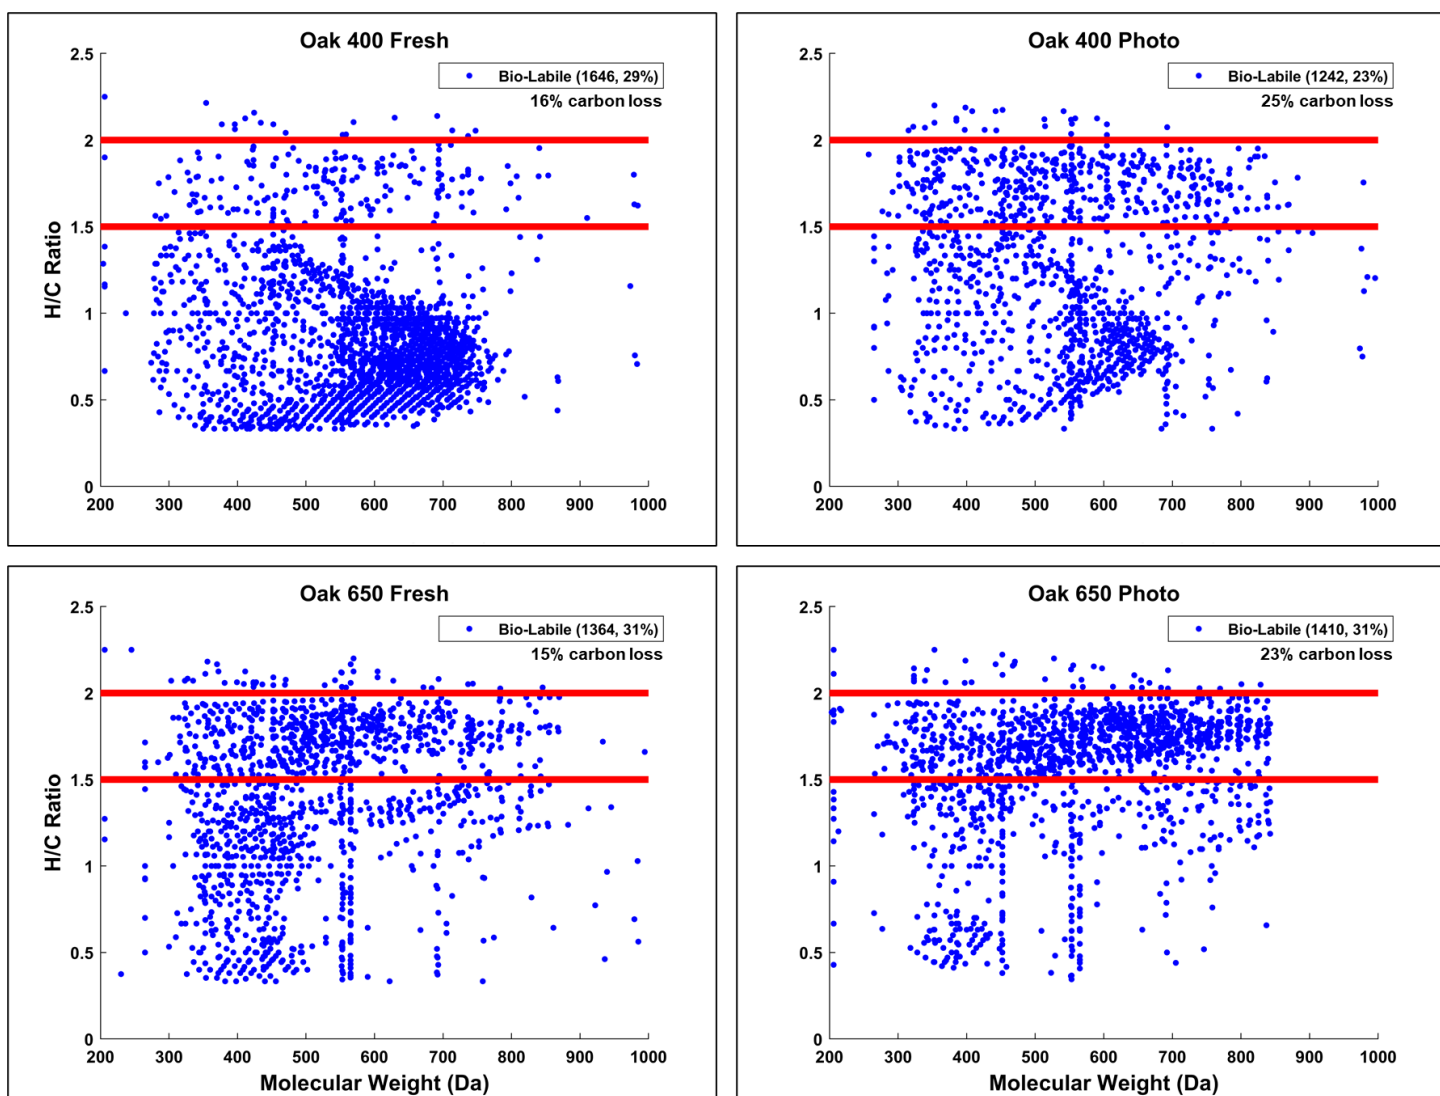 Oak 400 Fresh
2.5
2
1.5
1
0.5
0
H/C Ratio
Bio-Labile (1646, 29%)
16% carbon loss
200 300 400 500 600 700 800 900 1000
Oak 400 Photo
2.5
2
1.5
1
0.5
0
Bio-Labile (1242, 23%)
25% carbon loss
200 300 400 500 600 700 800 900 1000
Oak 650 Fresh
2.5
2
1.5
1
0.5
0
H/C Ratio
Bio-Labile (1364, 31%)
15% carbon loss
200 300 400 500 600 700 800 900 1000
Molecular Weight (Da)
Oak 650 Photo
2.5
2
1.5
1
0.5
0
Bio-Labile (1410, 31%)
23% carbon loss
200 300 400 500 600 700 800 900 1000
Molecular Weight (Da)